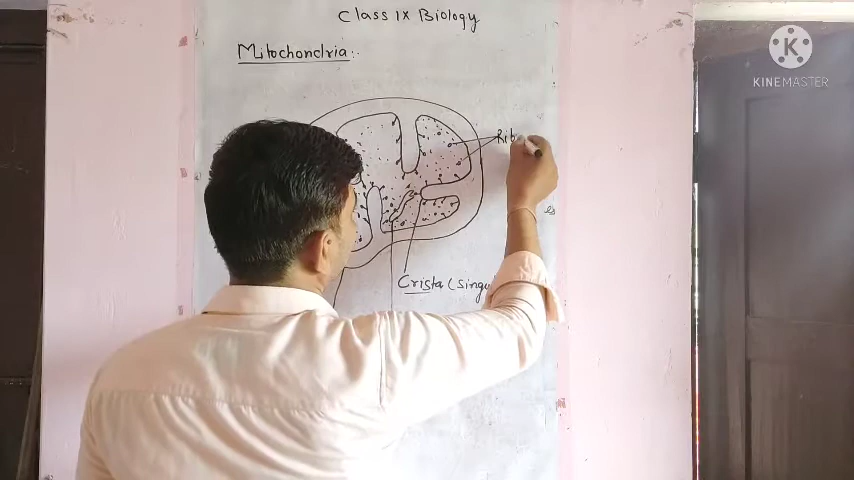 Class IX Biology
KINEMASTER
Mitochondria:-
Crista (singu